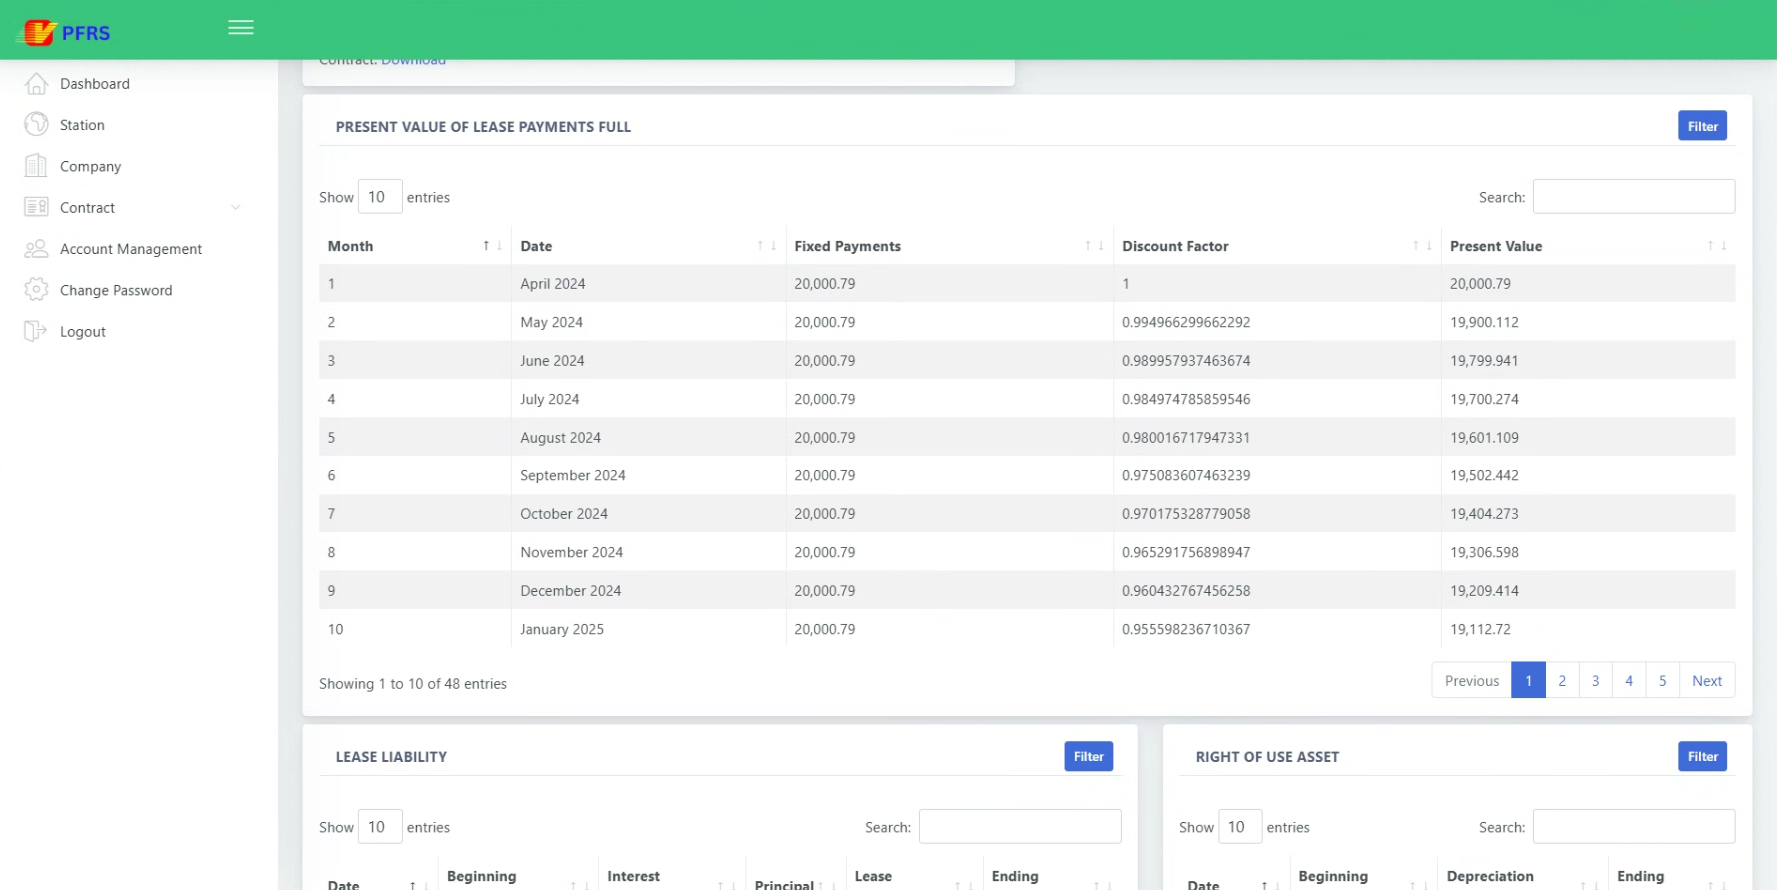 PFRS
Contract: Download
Dashboard
Station
Company
Contract
Account Management
Change Password
Logout
PRESENT VALUE OF LEASE PAYMENTS FULL
Filter
Show 10 entries
Search:
Month Date Fixed Payments Discount Factor Present Value
1 April 2024 20,000.79 1 20,000.79
2 May 2024 20,000.79 0.994966299662292 19,900.112
3 June 2024 20,000.79 0.989957937463674 19,799.941
4 July 2024 20,000.79 0.984974785859546 19,700.274
5 August 2024 20,000.79 0.980016717947331 19,601.109
6 September 2024 20,000.79 0.975083607463239 19,502.442
7 October 2024 20,000.79 0.970175328779058 19,404.273
8 November 2024 20,000.79 0.965291756898947 19,306.598
9 December 2024 20,000.79 0.960432767456258 19,209.414
10 January 2025 20,000.79 0.955598236710367 19,112.72
Showing 1 to 10 of 48 entries
Previous 1 2 3 4 5 Next
LEASE LIABILITY
Filter
Show 10 entries
Search:
Beginning Interest Lease Ending
Date Principal
RIGHT OF USE ASSET
Filter
Show 10 entries
Search:
Beginning Depreciation Ending
Date